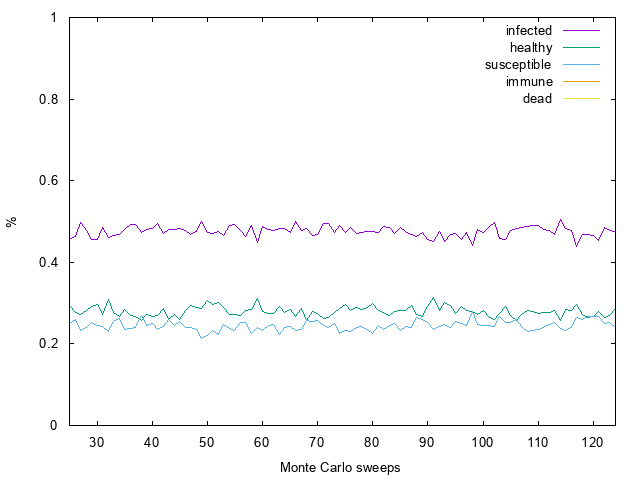 1
infected
healthy
susceptible
immune
dead
0.8
0.6
%
0.4
0.2
0
30 40 50 60 70 80 90 100 110 120
Monte Carlo sweeps